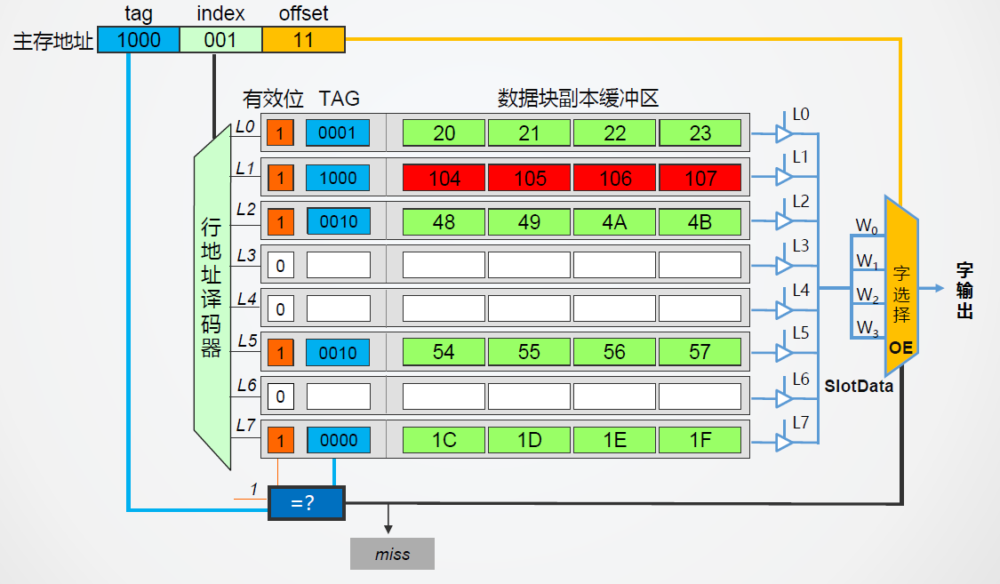 tag index offset
主存地址 1000 001 11
有效位 TAG 数据块副本缓冲区
L0 1 0001 20 21 22 23 L0
L1 1 1000 104 105 106 107 L1
L2 1 0010 48 49 4A 4B L2
L3 0 L3
L4 0 L4
L5 1 0010 54 55 56 57 L5
L6 0 L6
L7 1 0000 1C 1D 1E 1F L7
行地址译码器
W₀
W₁
W₂
W₃
字选择
OE
字输出
SlotData
1 =?
miss